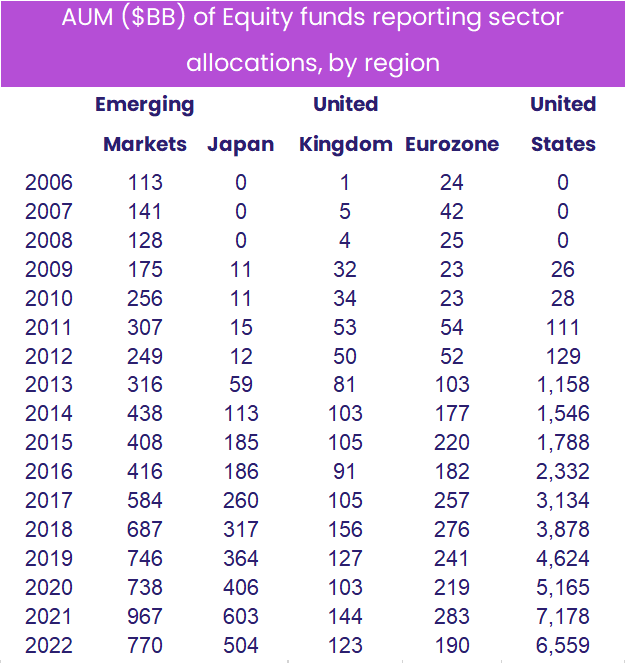 AUM ($BB) of Equity funds reporting sector
allocations, by region
Emerging United United
Markets Japan Kingdom Eurozone States
2006 113 0 1 24 0
2007 141 0 5 42 0
2008 128 0 4 25 0
2009 175 11 32 23 26
2010 256 11 34 23 28
2011 307 15 53 54 111
2012 249 12 50 52 129
2013 316 59 81 103 1,158
2014 438 113 103 177 1,546
2015 408 185 105 220 1,788
2016 416 186 91 182 2,332
2017 584 260 105 257 3,134
2018 687 317 156 276 3,878
2019 746 364 127 241 4,624
2020 738 406 103 219 5,165
2021 967 603 144 283 7,178
2022 770 504 123 190 6,559